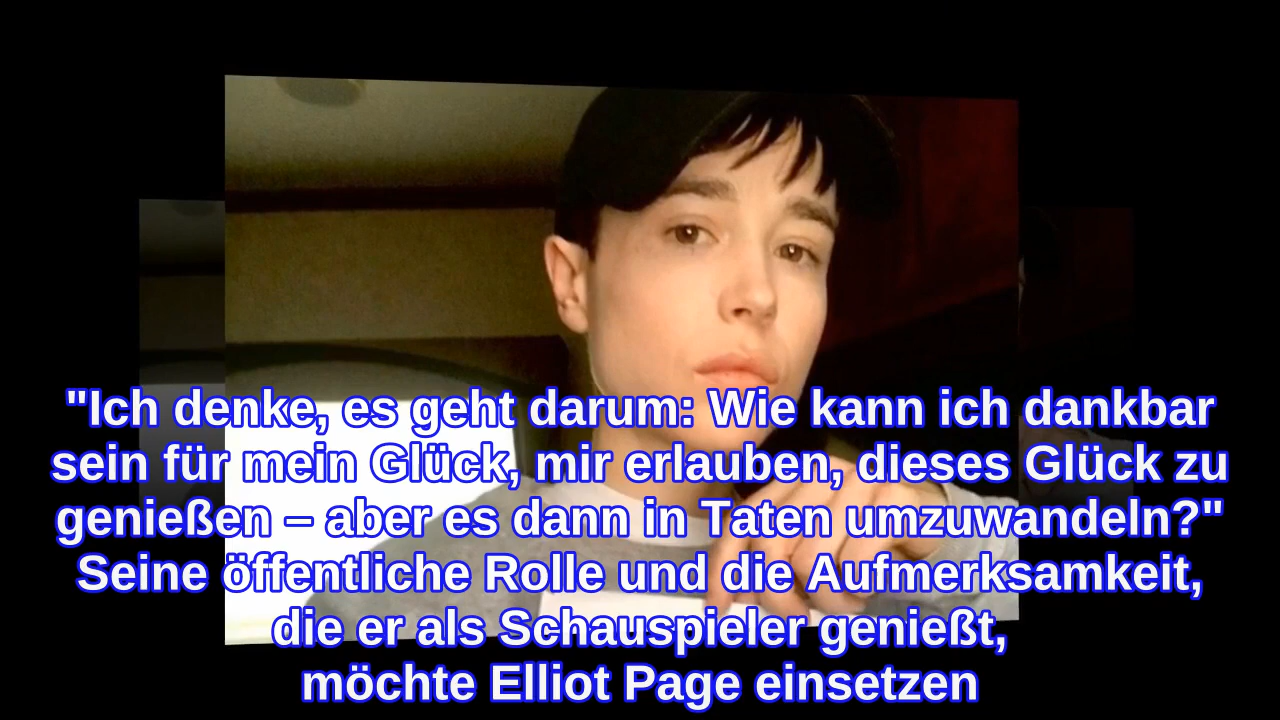 "Ich denke, es geht darum: Wie kann ich dankbar
sein für mein Glück, mir erlauben, dieses Glück zu
genießen – aber es dann in Taten umzuwandeln?"
Seine öffentliche Rolle und die Aufmerksamkeit,
die er als Schauspieler genießt,
möchte Elliot Page einsetzen